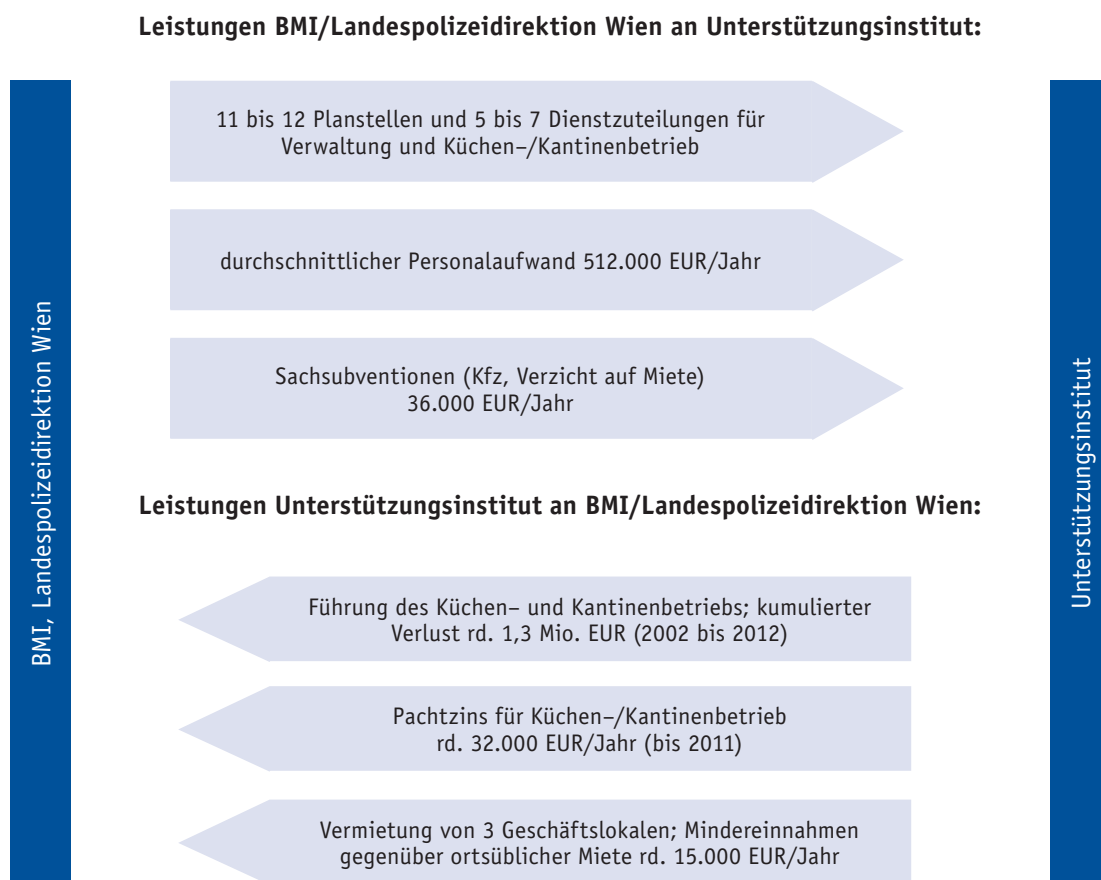 Leistungen BMI/Landespolizeidirektion Wien an Unterstützungsinstitut:
BMI, Landespolizeidirektion Wien
11 bis 12 Planstellen und 5 bis 7 Dienstzuteilungen für
Verwaltung und Küchen–/Kantinenbetrieb
durchschnittlicher Personalaufwand 512.000 EUR/Jahr
Sachsubventionen (Kfz, Verzicht auf Miete)
36.000 EUR/Jahr
Unterstützungsinstitut
Leistungen Unterstützungsinstitut an BMI/Landespolizeidirektion Wien:
Führung des Küchen– und Kantinenbetriebs; kumulierter
Verlust rd. 1,3 Mio. EUR (2002 bis 2012)
Pachtzins für Küchen–/Kantinenbetrieb
rd. 32.000 EUR/Jahr (bis 2011)
Vermietung von 3 Geschäftslokalen; Mindereinnahmen
gegenüber ortsüblicher Miete rd. 15.000 EUR/Jahr